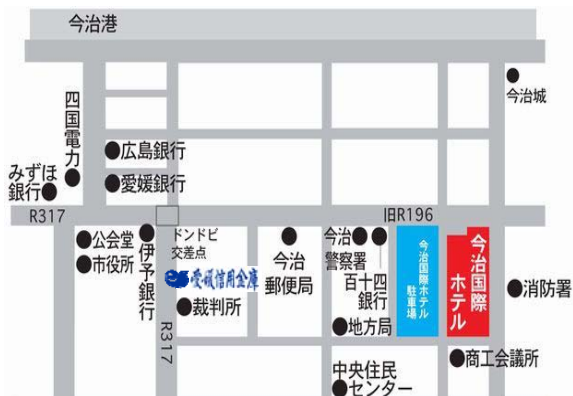 今治港
今治城
四国電力
広島銀行
みずほ
銀行
愛媛銀行
R317
旧R196
公会堂
市役所
伊予銀行
ドンドビ
交差点
愛媛信用金庫
裁判所
R317
今治
郵便局
今治
警察署
百十四
銀行
地方局
今治国際ホテル
駐車場
今治国際
ホテル
消防署
商工会議所
中央住民
センター